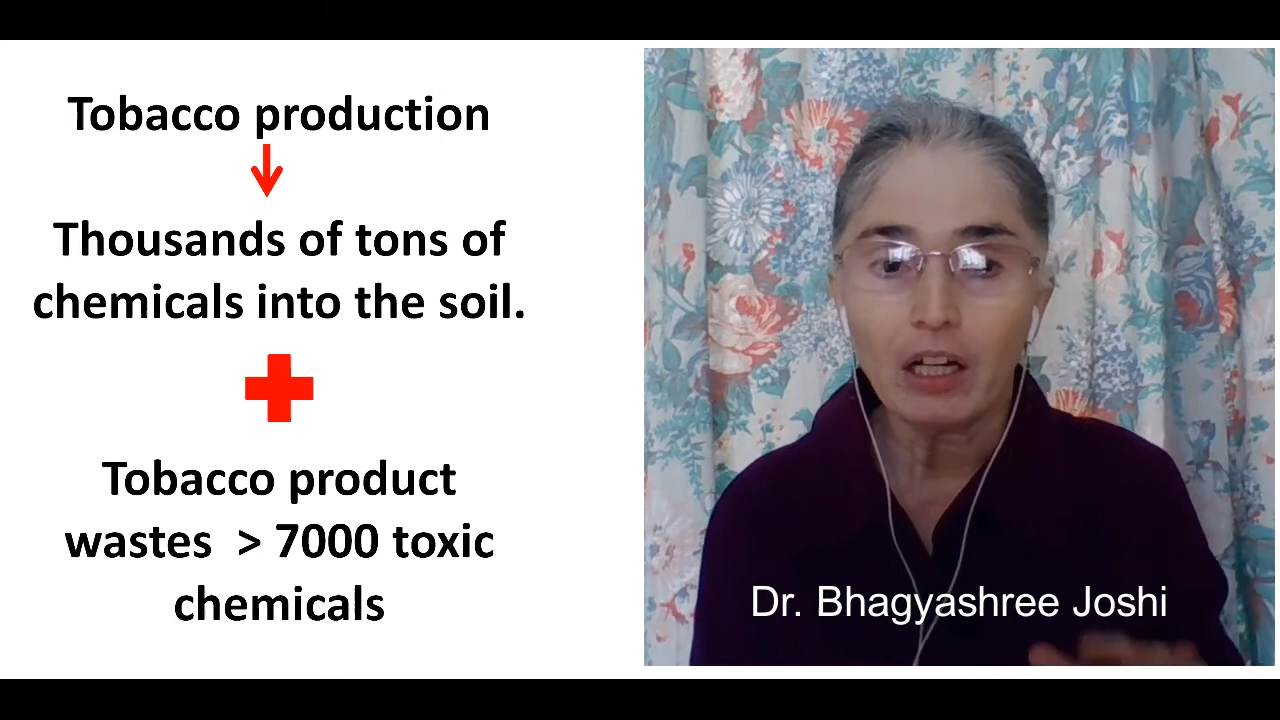 Tobacco production
Thousands of tons of
chemicals into the soil.
Tobacco product
wastes > 7000 toxic
chemicals
Dr. Bhagyashree Joshi